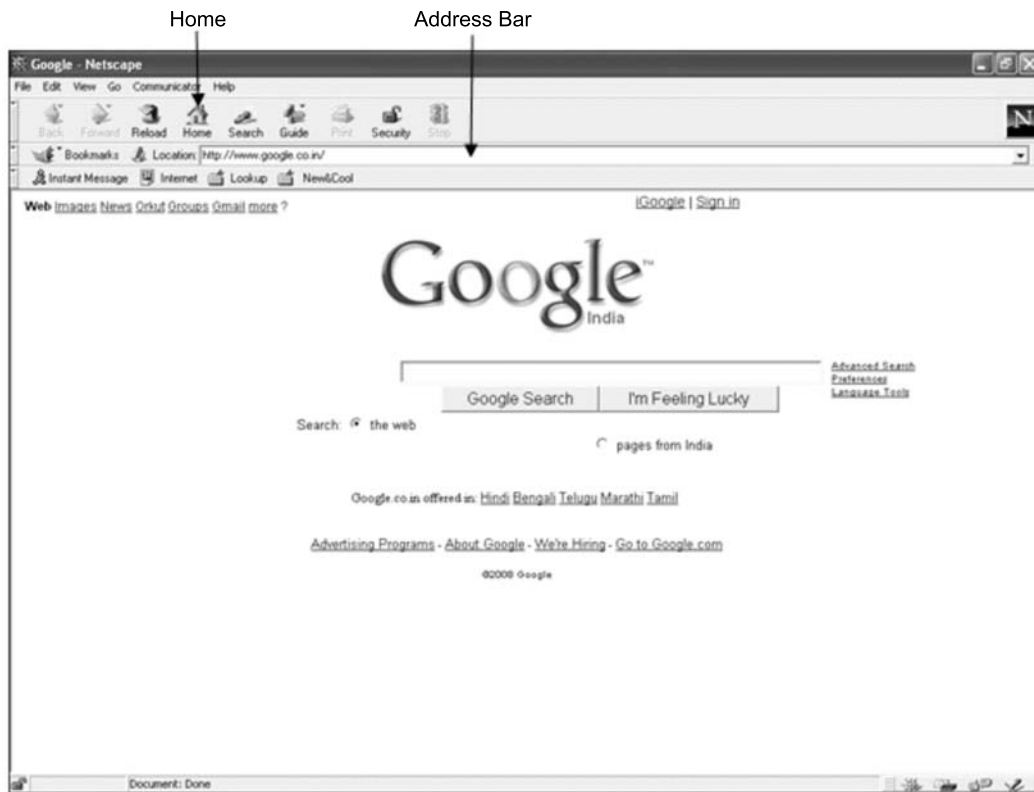 Home Address Bar
Google - Netscape
File Edit View Go Communicator Help
Back Forward Reload Home Search Guide Print Security Stop
N
Bookmarks Location: http://www.google.co.in/
Instant Message Internet Lookup New&Cool
Web Images News Orkut Groups Gmail more ? iGoogle | Sign in
Google™
India
Advanced Search
Preferences
Google Search I'm Feeling Lucky Language Tools
Search: the web
pages from India
Google.co.in offered in: Hindi Bengali Telugu Marathi Tamil
Advertising Programs - About Google - We're Hiring - Go to Google.com
©2008 Google
Document: Done